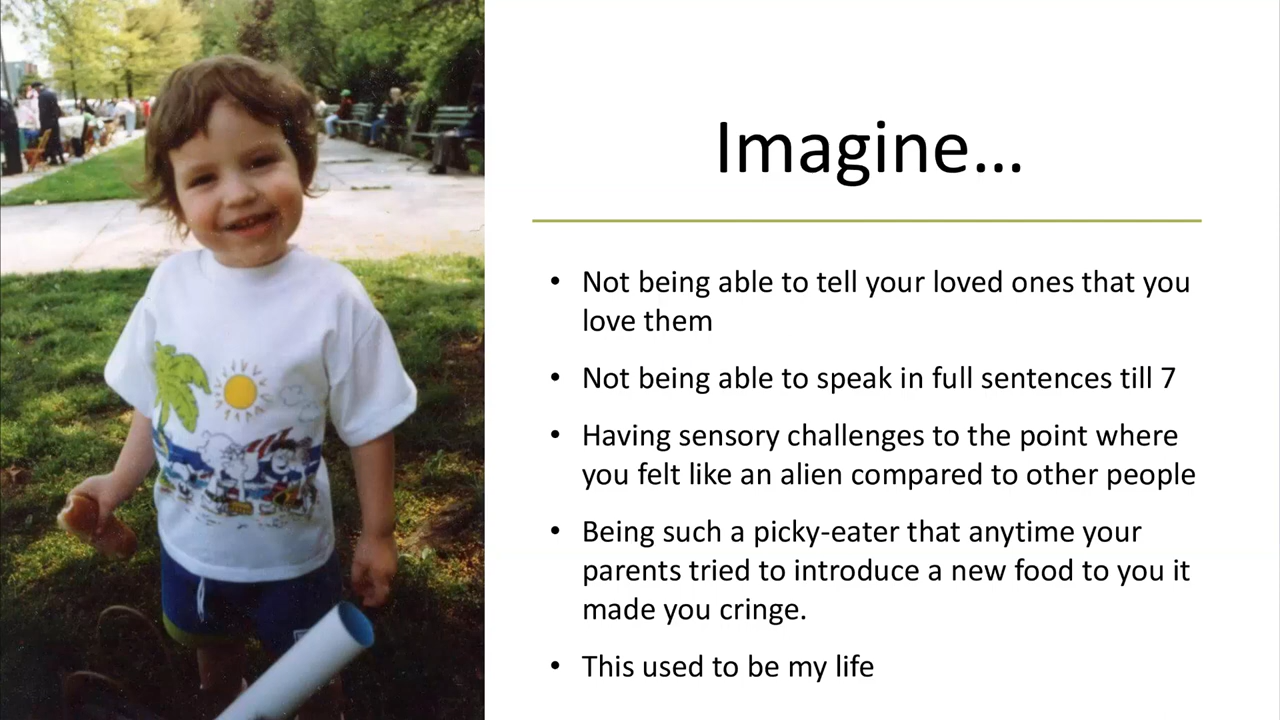 Imagine...
• Not being able to tell your loved ones that you
love them
• Not being able to speak in full sentences till 7
• Having sensory challenges to the point where
you felt like an alien compared to other people
• Being such a picky-eater that anytime your
parents tried to introduce a new food to you it
made you cringe.
• This used to be my life